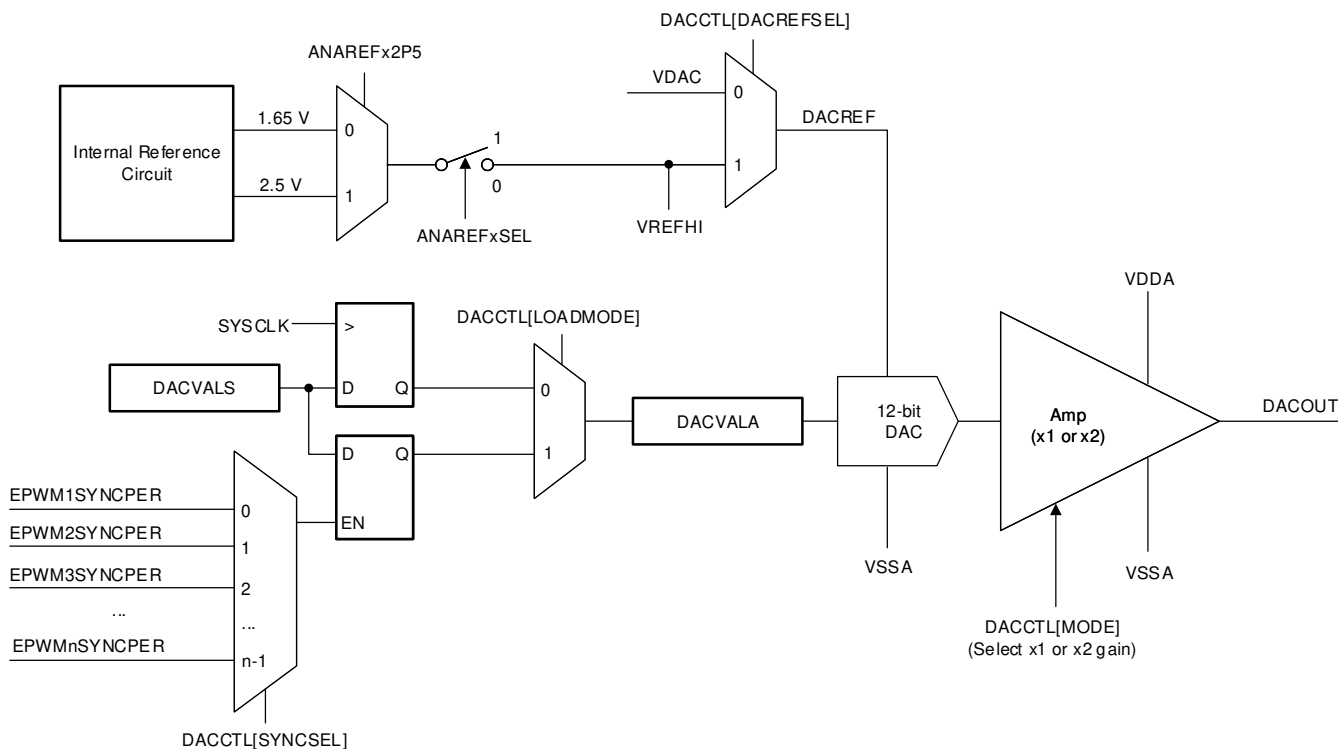 DACCTL[DACREFSEL]
ANAREFx2P5
VDAC
0
DACREF
1.65 V
0
1
Internal Reference
Circuit
1
0
2.5 V
1
ANAREFxSEL
VREFHI
VDDA
SYSCLK
>
DACCTL[LOADMODE]
DACVALS
D
Q
0
DACVALA
12-bit
DAC
Amp
(x1 or x2)
DACOUT
D
Q
1
EPWM1SYNCPER
0
EN
EPWM2SYNCPER
1
EPWM3SYNCPER
2
...
...
EPWMnSYNCPER
n-1
VSSA
VSSA
DACCTL[MODE]
(Select x1 or x2 gain)
DACCTL[SYNCSEL]